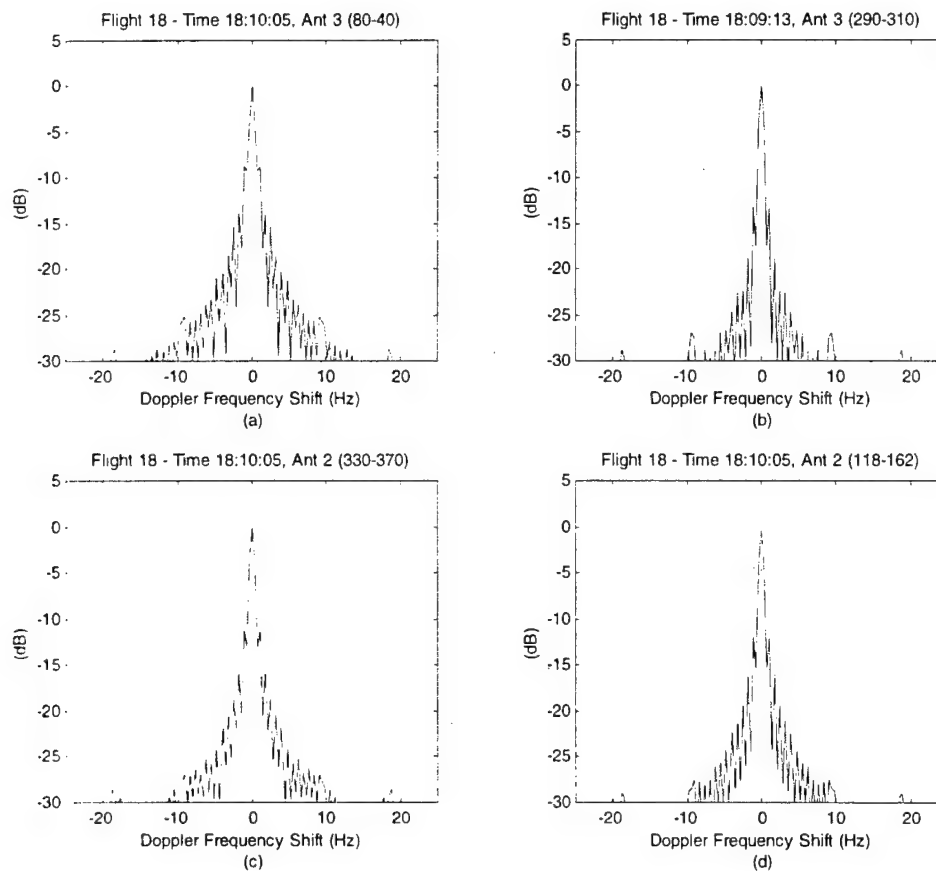 Flight 18 - Time 18:10:05, Ant 3 (80-40)
5
0
-5
-10
-15
-20
-25
-30
(dB)
-20 -10 0 10 20
Doppler Frequency Shift (Hz)
(a)
Flight 18 - Time 18:09:13, Ant 3 (290-310)
5
0
-5
-10
-15
-20
-25
-30
(dB)
-20 -10 0 10 20
Doppler Frequency Shift (Hz)
(b)
Flight 18 - Time 18:10:05, Ant 2 (330-370)
5
0
-5
-10
-15
-20
-25
-30
(dB)
-20 -10 0 10 20
Doppler Frequency Shift (Hz)
(c)
Flight 18 - Time 18:10:05, Ant 2 (118-162)
5
0
-5
-10
-15
-20
-25
-30
(dB)
-20 -10 0 10 20
Doppler Frequency Shift (Hz)
(d)